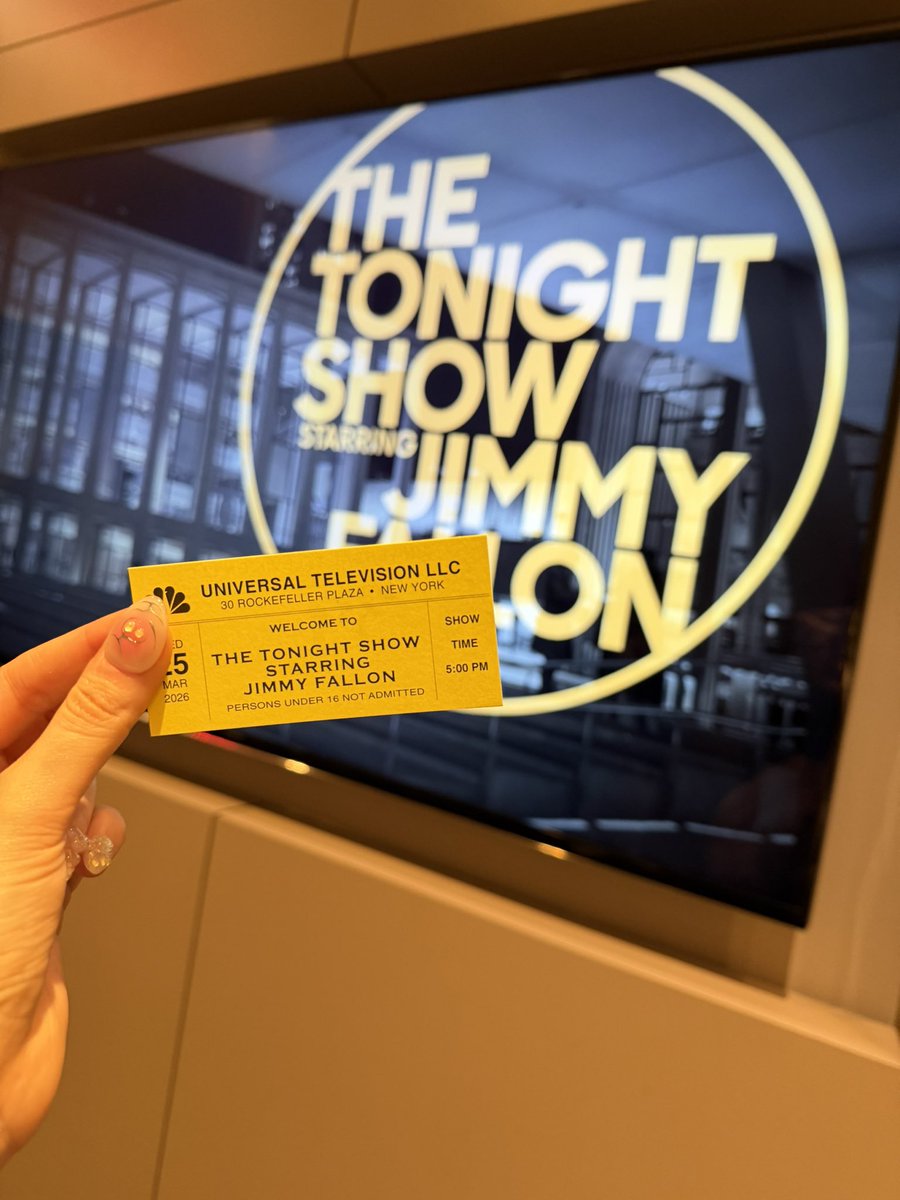 THE
TONIGHT
SHOW
STARRING
JIMMY
FALLON
UNIVERSAL TELEVISION LLC
30 ROCKEFELLER PLAZA • NEW YORK
25
MAR
2026
WELCOME TO
THE TONIGHT SHOW
STARRING
JIMMY FALLON
PERSONS UNDER 16 NOT ADMITTED
SHOW
TIME
5:00 PM